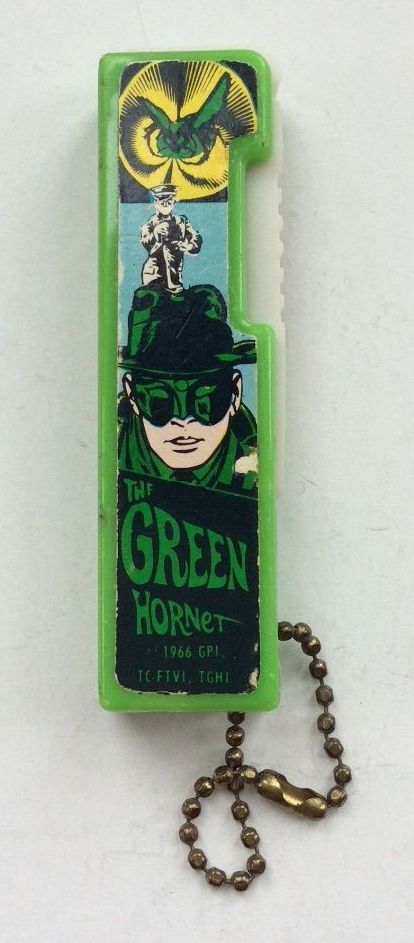 THE
GREEN
HORNET
1966 GPI.
TC-FTVI, TGHI